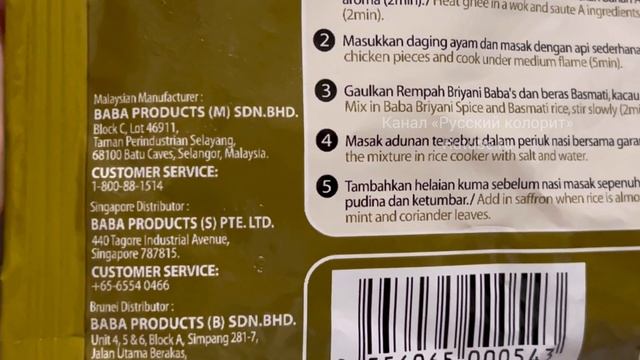 Malaysian Manufacturer :
BABA PRODUCTS (M) SDN.BHD.
Block C, Lot 46911,
Taman Perindustrian Selayang,
68100 Batu Caves, Selangor, Malaysia.
CUSTOMER SERVICE:
1-800-88-1514
Singapore Distributor :
BABA PRODUCTS (S) PTE. LTD.
440 Tagore Industrial Avenue,
Singapore 787815.
CUSTOMER SERVICE:
+65-6554 0466
Brunei Distributor :
BABA PRODUCTS (B) SDN.BHD.
Unit 4, 5 & 6, Block A, Simpang 281-7,
Jalan Utama Berakas,
aroma (2min)./ Heat ghee in a wok and saute A ingredients
(2min).
2 Masukkan daging ayam dan masak dengan api sederhana
chicken pieces and cook under medium flame (5min).
3 Gaulkan Rempah Briyani Baba's dan beras Basmati, kacau
Mix in Baba Briyani Spice and Basmati rice, stir slowly (2mi
Канал «Русский колорит»
4 Masak adunan tersebut dalam periuk nasi bersama garam
the mixture in rice cooker with salt and water.
5 Tambahkan helaian kuma sebelum nasi masak sepenuh
pudina dan ketumbar./ Add in saffron when rice is almo
mint and coriander leaves.